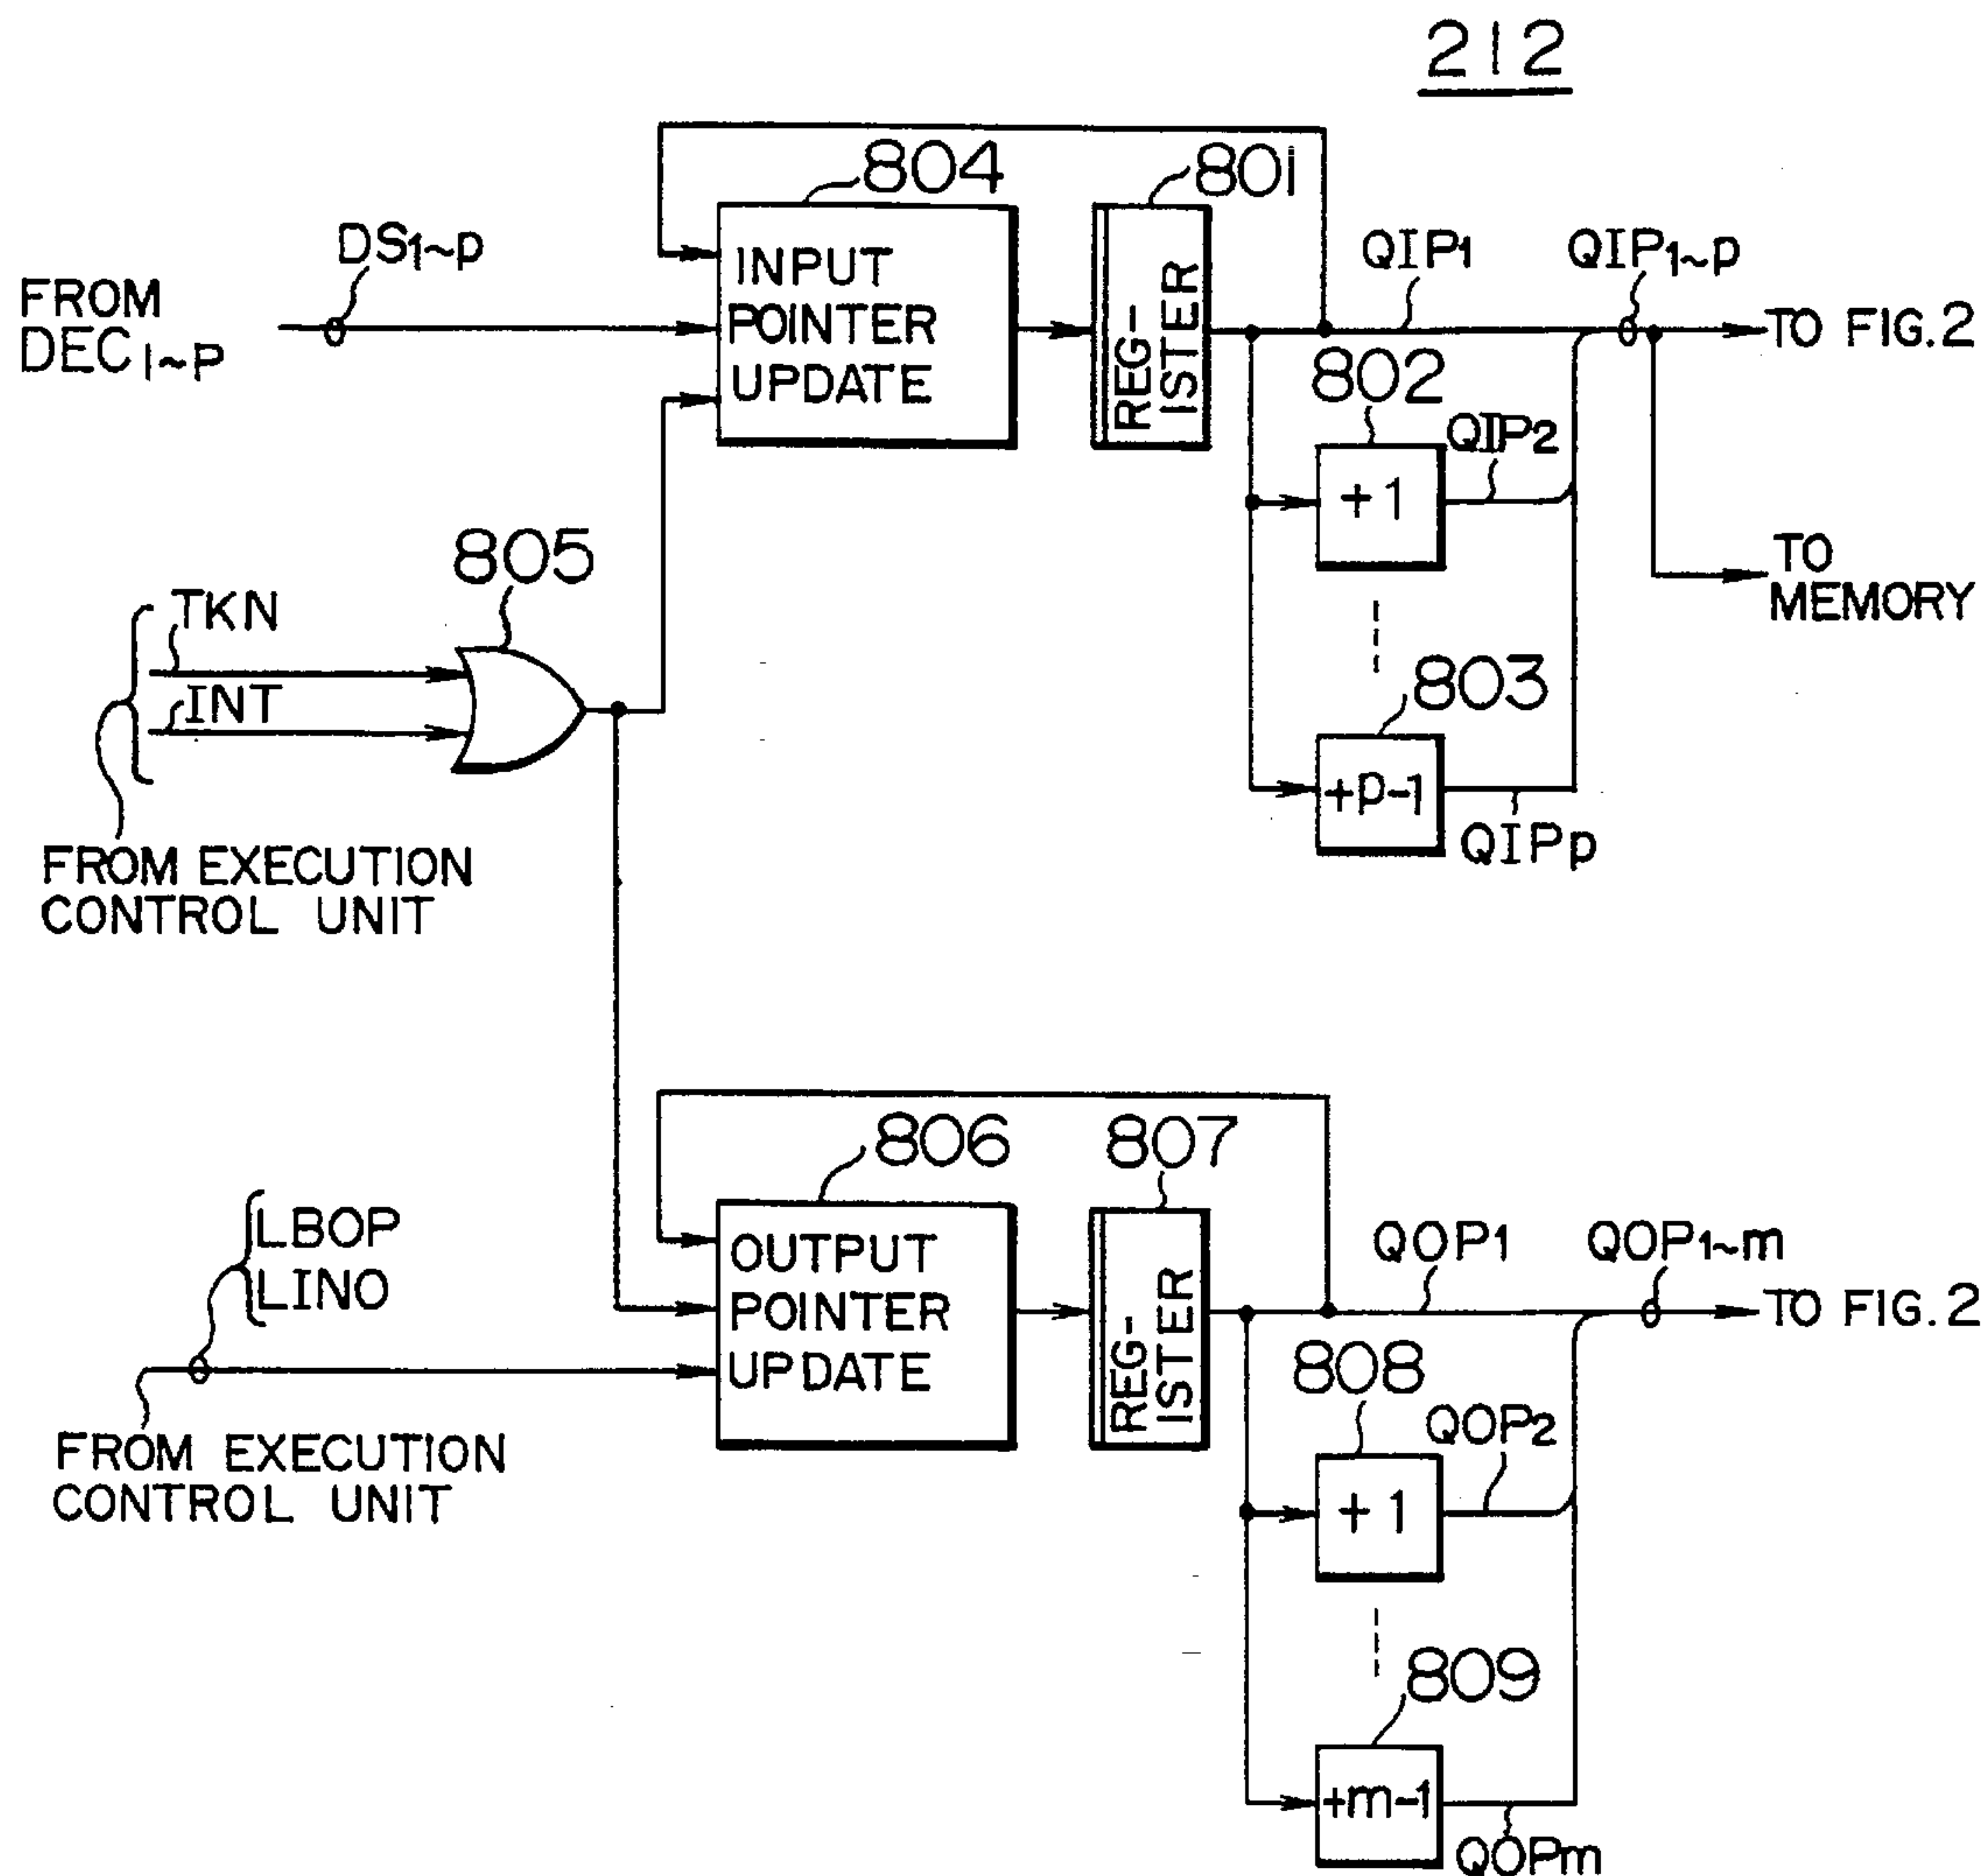 212
804
801
DS1~p
QIP1
QIP1~p
FROM
DEC1~P
INPUT
POINTER
UPDATE
REG-
ISTER
TO FIG.2
802
QIP2
+1
805
TO
MEMORY
TKN
INT
803
+p-1
QIPp
FROM EXECUTION
CONTROL UNIT
806
807
LBOP
LINO
OUTPUT
POINTER
UPDATE
REG-
ISTER
QOP1
QOP1~m
TO FIG.2
808
QOP2
+1
FROM EXECUTION
CONTROL UNIT
809
+m-1
QOPm